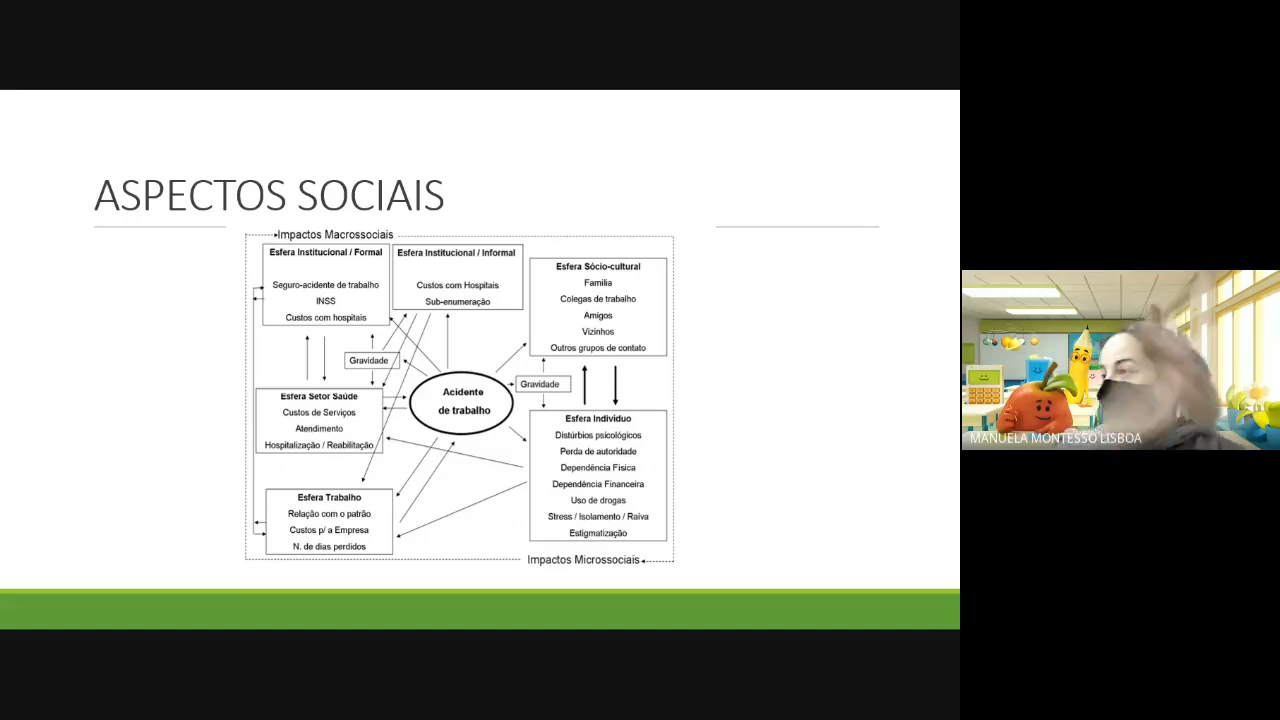 ASPECTOS SOCIAIS
Impactos Macrossociais
Esfera Institucional / Formal
Seguro-acidente de trabalho
INSS
Custos com hospitais
Esfera Institucional / Informal
Custos com Hospitais
Sub-enumeração
Esfera Sócio-cultural
Família
Colegas de trabalho
Amigos
Vizinhos
Outros grupos de contato
Gravidade
Acidente
de trabalho
Gravidade
Esfera Setor Saúde
Custos de Serviços
Atendimento
Hospitalização / Reabilitação
Esfera Indivíduo
Distúrbios psicológicos
Perda de autoridade
Dependência Física
Dependência Financeira
Uso de drogas
Stress / Isolamento / Raiva
Estigmatização
Esfera Trabalho
Relação com o patrão
Custos p/ a Empresa
N. de dias perdidos
Impactos Microssociais
MANUELA MONTESSO LISBOA